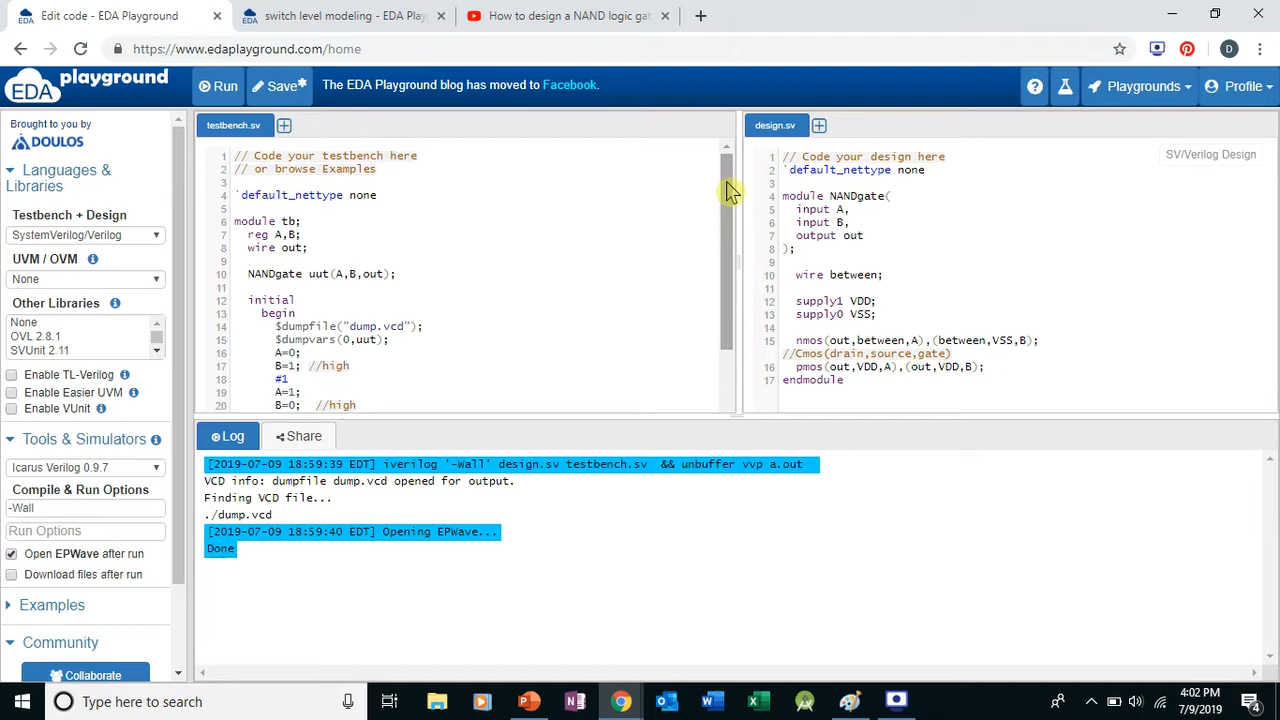 Edit code - EDA Playground
switch level modeling - EDA Play
How to design a NAND logic gat
https://www.edaplayground.com/home
D
EDA playground
Run
Save*
The EDA Playground blog has moved to Facebook.
Playgrounds
Profile
Brought to you by
DOULOS
Languages & Libraries
Testbench + Design
SystemVerilog/Verilog
UVM / OVM
None
Other Libraries
None
OVL 2.8.1
SVUnit 2.11
Enable TL-Verilog
Enable Easier UVM
Enable VUnit
Tools & Simulators
Icarus Verilog 0.9.7
Compile & Run Options
-Wall
Run Options
Open EPWave after run
Download files after run
Examples
Community
Collaborate
testbench.sv
1 // Code your testbench here
2 // or browse Examples
3
4 `default_nettype none
5
6 module tb;
7 reg A,B;
8 wire out;
9
10 NANDgate uut(A,B,out);
11
12 initial
13 begin
14 $dumpfile("dump.vcd");
15 $dumpvars(0,uut);
16 A=0;
17 B=1; //high
18 #1
19 A=1;
20 B=0; //high
design.sv
SV/Verilog Design
1 // Code your design here
2 `default_nettype none
3
4 module NANDgate(
5 input A,
6 input B,
7 output out
8 );
9
10 wire between;
11
12 supply1 VDD;
13 supply0 VSS;
14
15 nmos(out,between,A),(between,VSS,B);
//Cmos(drain,source,gate)
16 pmos(out,VDD,A),(out,VDD,B);
17 endmodule
Log
Share
[2019-07-09 18:59:39 EDT] iverilog '-Wall' design.sv testbench.sv && unbuffer vvp a.out
VCD info: dumpfile dump.vcd opened for output.
Finding VCD file...
./dump.vcd
[2019-07-09 18:59:40 EDT] Opening EPWave...
Done
Type here to search
4:02 PM
7/9/2019
4